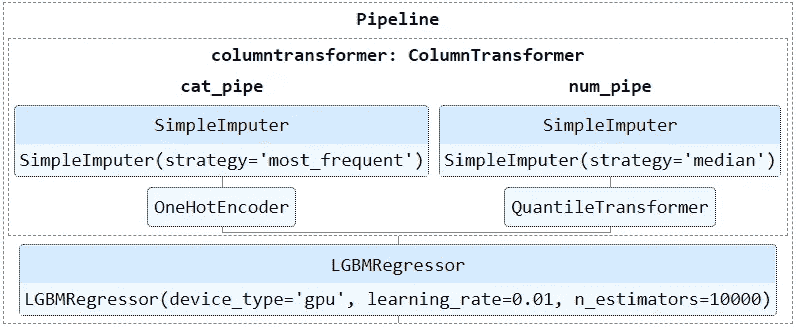 Pipeline
columntransformer: ColumnTransformer
cat_pipe
num_pipe
SimpleImputer
SimpleImputer
SimpleImputer(strategy='most_frequent')
SimpleImputer(strategy='median')
OneHotEncoder
QuantileTransformer
LGBMRegressor
LGBMRegressor(device_type='gpu', learning_rate=0.01, n_estimators=10000)